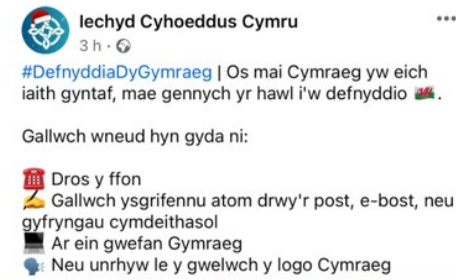 Iechyd Cyhoeddus Cymru
3 h ·
#DefnyddiaDyGymraeg | Os mai Cymraeg yw eich
iaith gyntaf, mae gennych yr hawl i'w defnyddio 🏴󠁧󠁢󠁷󠁬󠁳󠁿.
Gallwch wneud hyn gyda ni:
☎️ Dros y ffon
✍️ Gallwch ysgrifennu atom drwy'r post, e-bost, neu
gyfryngau cymdeithasol
💻 Ar ein gwefan Gymraeg
🗣️ Neu unrhyw le y gwelwch y logo Cymraeg